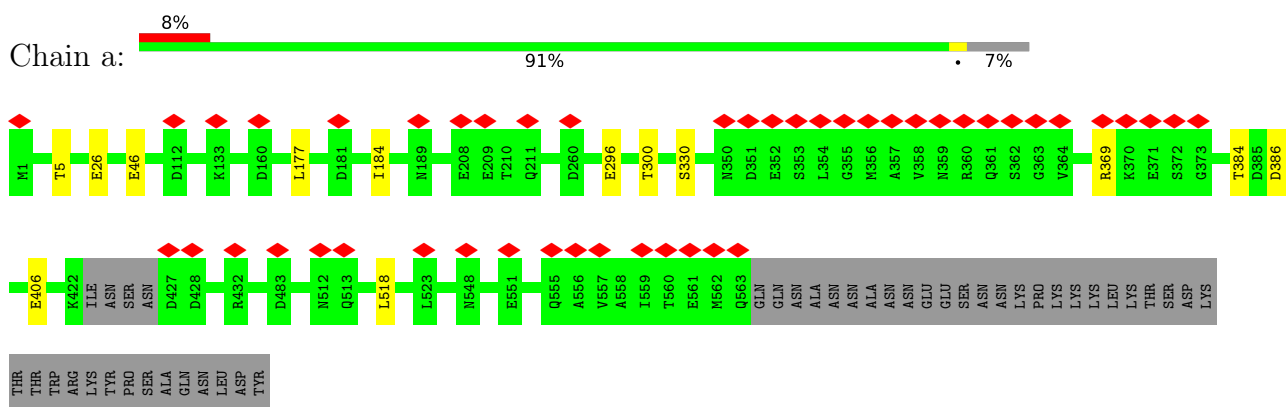 8%
Chain a:
91% • 7%
M1 T5 E26 E46 D112 K133 D160 L177 D181 I184 N189 E208 E209 T210 Q211 D260 E296 T300 S330 N350 D351 E352 S353 L354 G355 M356 A357 V358 N359 R360 Q361 S362 G363 V364 R369 K370 E371 S372 G373 T384 D385 D386
E406 K422 ILE ASN SER ASN D427 D428 R432 D483 N512 Q513 L518 L523 N548 E551 Q555 A556 V557 A558 I559 T560 E561 M562 Q563 GLN GLN ASN ALA ASN ASN ALA ASN ASN GLU GLU SER ASN ASN LYS PRO LYS LYS LYS LEU LYS THR SER ASP LYS
THR THR TRP ARG LYS TYR PRO SER ALA GLN ASN LEU ASP TYR